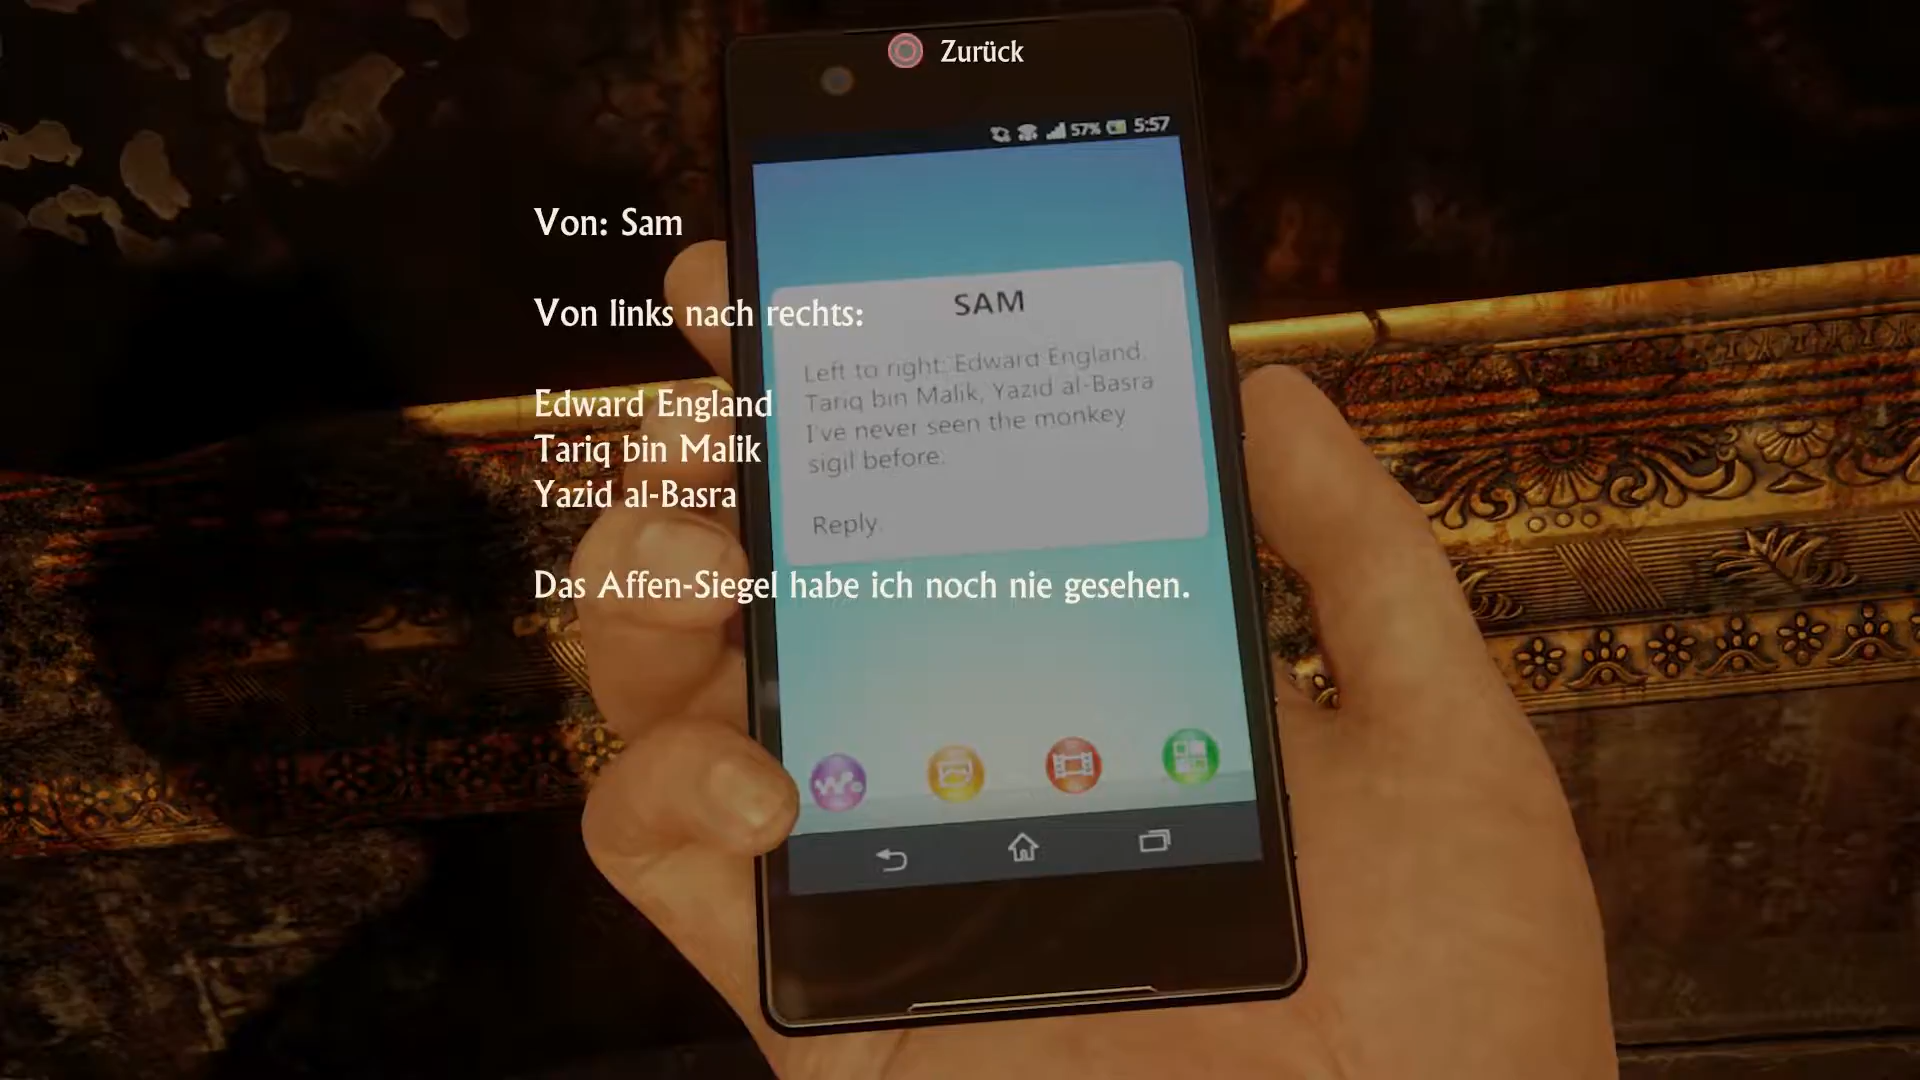 Zurück
57% 5:57
Von: Sam
Von links nach rechts:
Edward England
Tariq bin Malik
Yazid al-Basra
Das Affen-Siegel habe ich noch nie gesehen.
SAM
Left to right: Edward England,
Tariq bin Malik, Yazid al-Basra
I've never seen the monkey
sigil before.
Reply